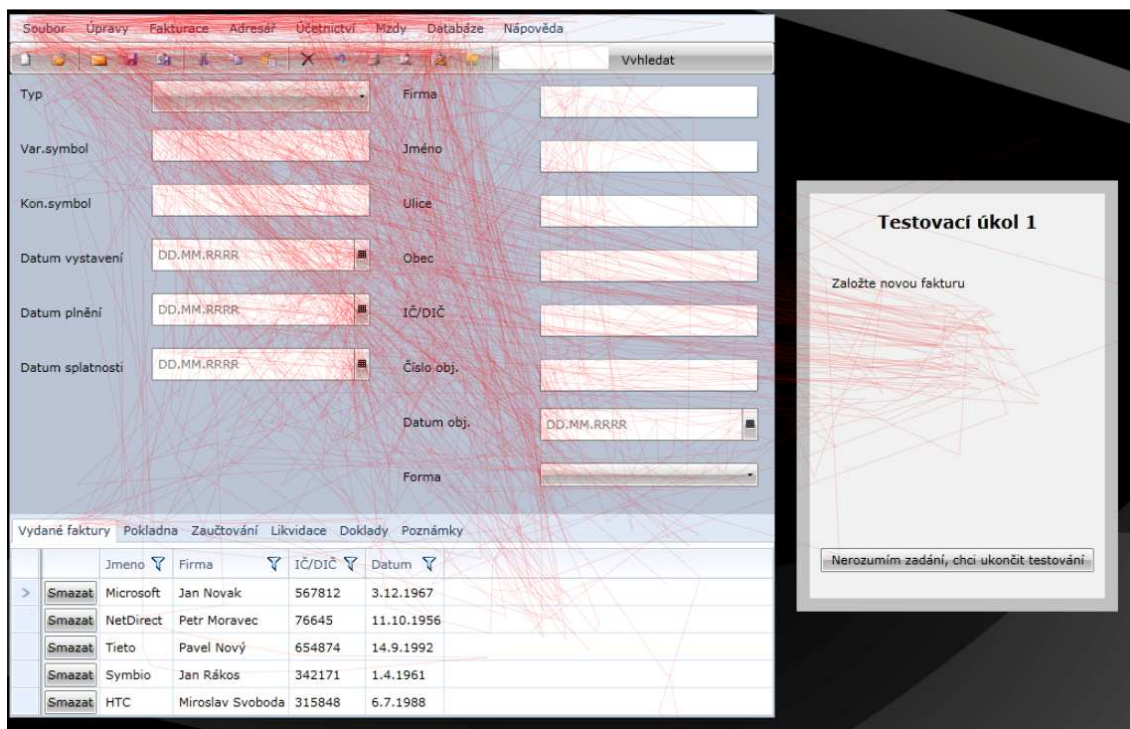 Soubor Úpravy Fakturace Adresář Účetnictví Mzdy Databáze Nápověda
Vyhledat
Typ Firma
Var.symbol Jméno
Kon.symbol Ulice
Datum vystavení DD.MM.RRRR Obec
Datum plnění DD.MM.RRRR IČ/DIČ
Datum splatnosti DD.MM.RRRR Číslo obj.
Datum obj. DD.MM.RRRR
Forma
Vydané faktury Pokladna Zaučtování Likvidace Doklady Poznámky
Jmeno Firma IČ/DIČ Datum
> Smazat Microsoft Jan Novak 567812 3.12.1967
Smazat NetDirect Petr Moravec 76645 11.10.1956
Smazat Tieto Pavel Nový 654874 14.9.1992
Smazat Symbio Jan Rákos 342171 1.4.1961
Smazat HTC Miroslav Svoboda 315848 6.7.1988
Testovací úkol 1
Založte novou fakturu
Nerozumím zadání, chci ukončit testování